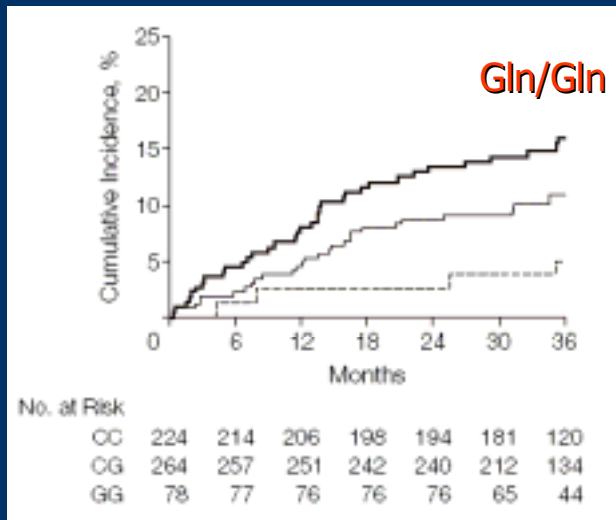 25
Gln/Gln
20
15
10
5
Cumulative Incidence, %
0 6 12 18 24 30 36
Months
No. at Risk
CC 224 214 206 198 194 181 120
CG 264 257 251 242 240 212 134
GG 78 77 76 76 76 65 44